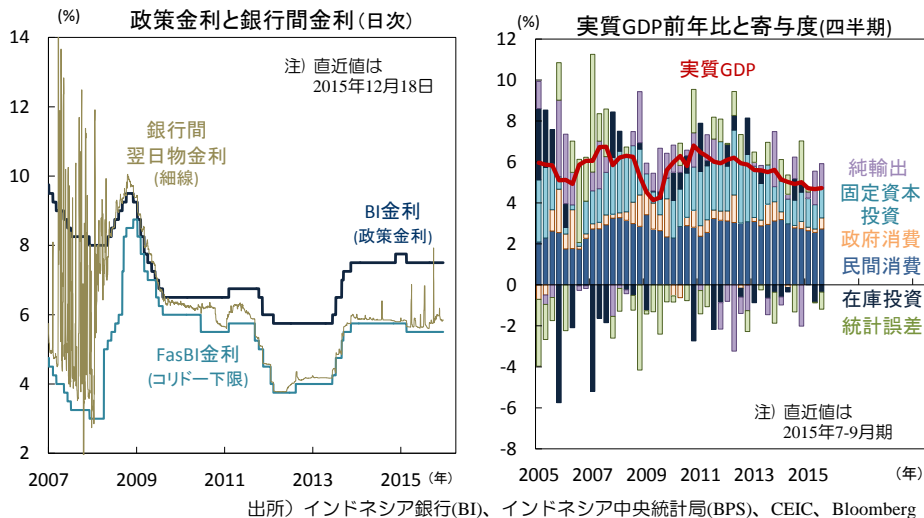 政策金利と銀行間金利(日次)
(%)
14
12
10
8
6
4
2
注）直近値は
2015年12月18日
銀行間
翌日物金利
(細線)
BI金利
(政策金利)
FasBI金利
(コリドー下限)
2007
2009
2011
2013
2015
(年)
実質GDP前年比と寄与度(四半期)
(%)
12
10
8
6
4
2
0
-2
-4
-6
-8
実質GDP
純輸出
固定資本
投資
政府消費
民間消費
在庫投資
統計誤差
注）直近値は
2015年7-9月期
2005
2007
2009
2011
2013
2015
(年)
出所）インドネシア銀行(BI)、インドネシア中央統計局(BPS)、CEIC、Bloomberg